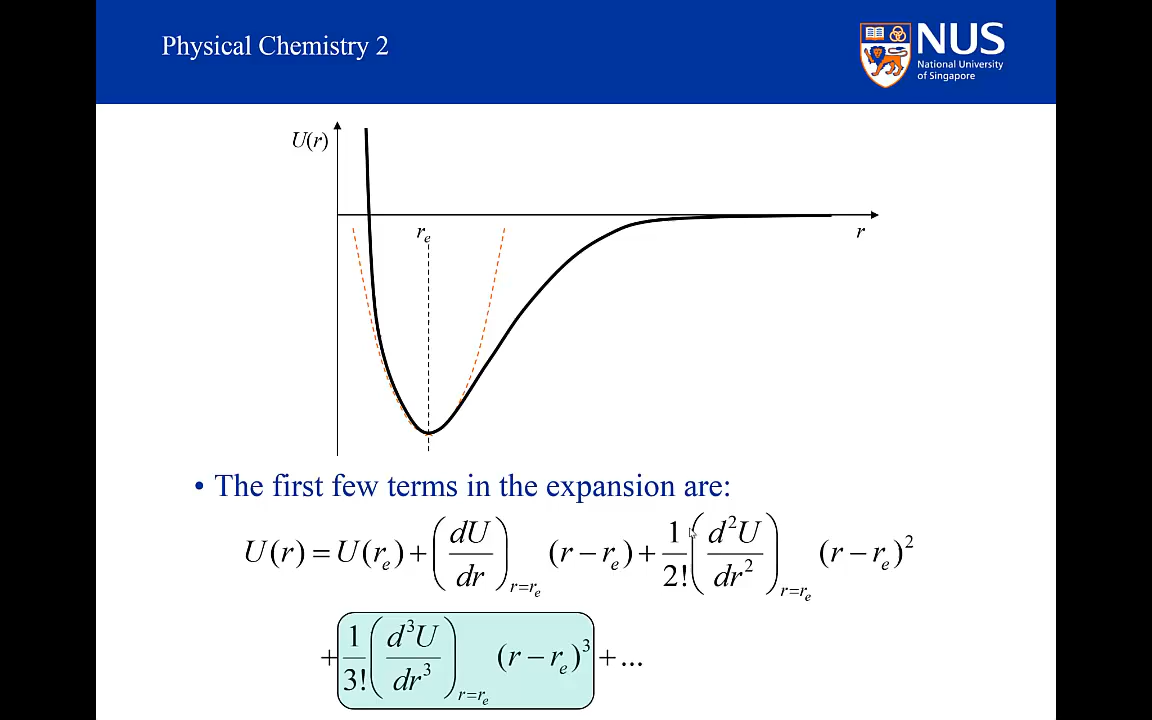 Physical Chemistry 2
NUS
National University
of Singapore
U(r)
r_e
r
• The first few terms in the expansion are:
U(r) = U(r_e) + (dU/dr)_{r=r_e} (r − r_e) + 1/2! (d²U/dr²)_{r=r_e} (r − r_e)²
+ 1/3! (d³U/dr³)_{r=r_e} (r − r_e)³ + ...